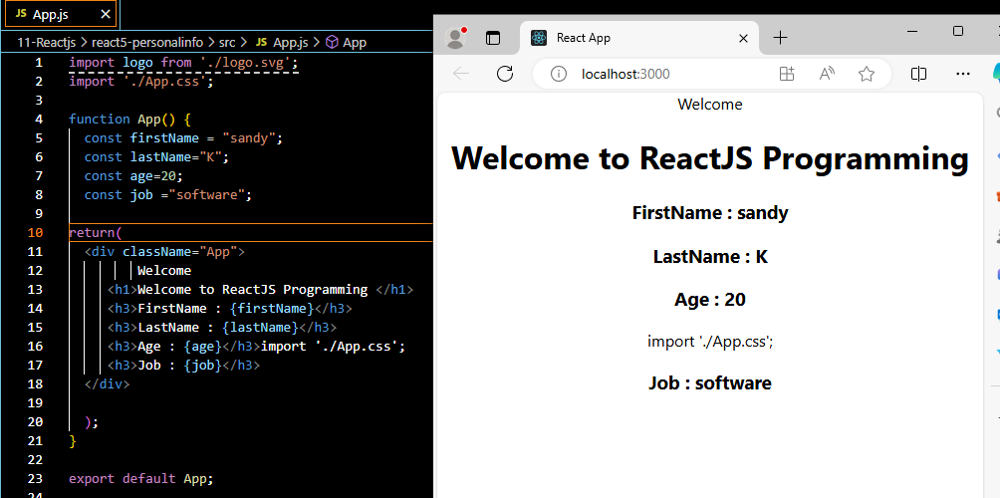 JS App.js
11-Reactjs > react5-personalinfo > src > JS App.js > App
1 import logo from './logo.svg';
2 import './App.css';
3
4 function App() {
5 const firstName = "sandy";
6 const lastName="K";
7 const age=20;
8 const job ="software";
9
10 return(
11 <div className="App">
12 Welcome
13 <h1>Welcome to ReactJS Programming </h1>
14 <h3>FirstName : {firstName}</h3>
15 <h3>LastName : {lastName}</h3>
16 <h3>Age : {age}</h3>import './App.css';
17 <h3>Job : {job}</h3>
18 </div>
19
20 );
21 }
22
23 export default App;
24
React App
localhost:3000
Welcome
Welcome to ReactJS Programming
FirstName : sandy
LastName : K
Age : 20
import './App.css';
Job : software